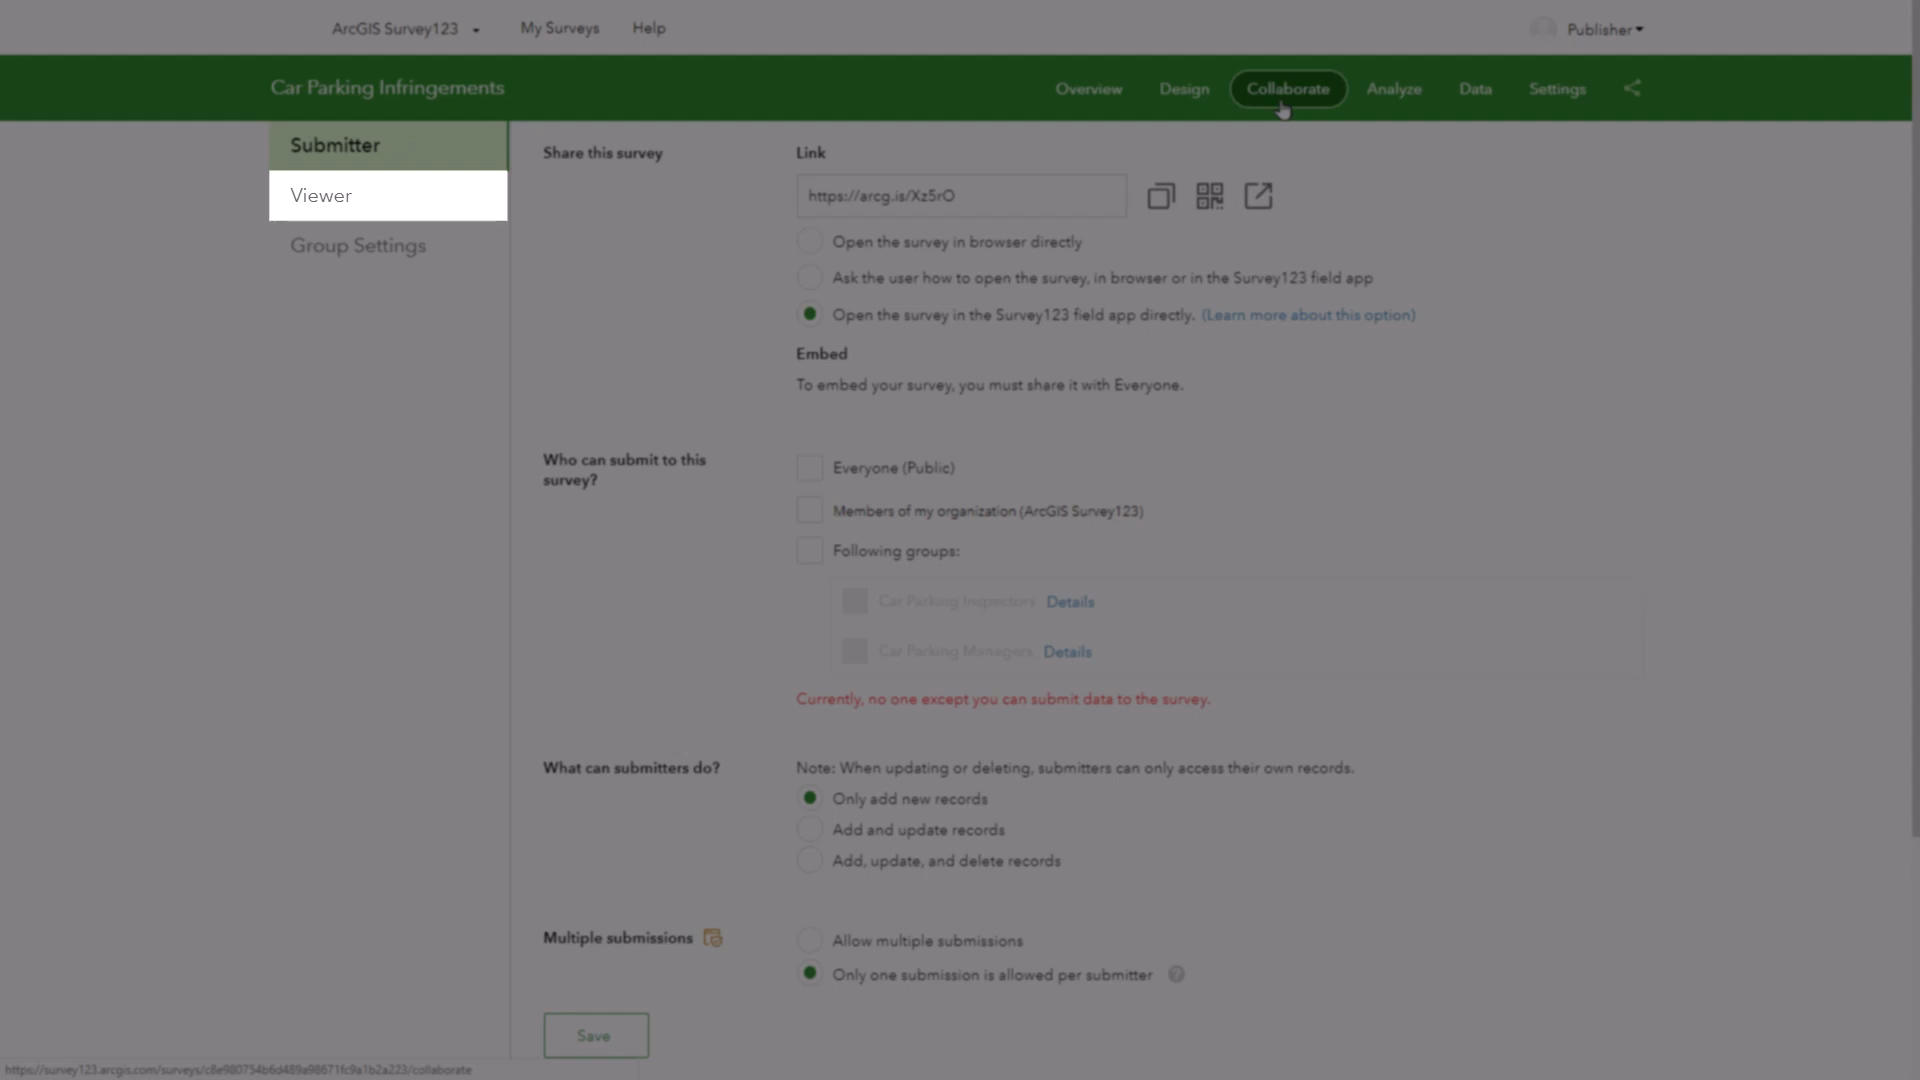 ArcGIS Survey123 My Surveys Help Publisher
Car Parking Infringements Overview Design Collaborate Analyze Data Settings
Submitter
Viewer
Group Settings
Share this survey
Link
https://arcg.is/Xz5rO
Open the survey in browser directly
Ask the user how to open the survey, in browser or in the Survey123 field app
Open the survey in the Survey123 field app directly. (Learn more about this option)
Embed
To embed your survey, you must share it with Everyone.
Who can submit to this
survey?
Everyone (Public)
Members of my organization (ArcGIS Survey123)
Following groups:
Car Parking Inspectors Details
Car Parking Managers Details
Currently, no one except you can submit data to the survey.
What can submitters do?
Note: When updating or deleting, submitters can only access their own records.
Only add new records
Add and update records
Add, update, and delete records
Multiple submissions
Allow multiple submissions
Only one submission is allowed per submitter ?
Save
https://survey123.arcgis.com/surveys/c8e980754b6d489a98671fc9a1b2a223/collaborate